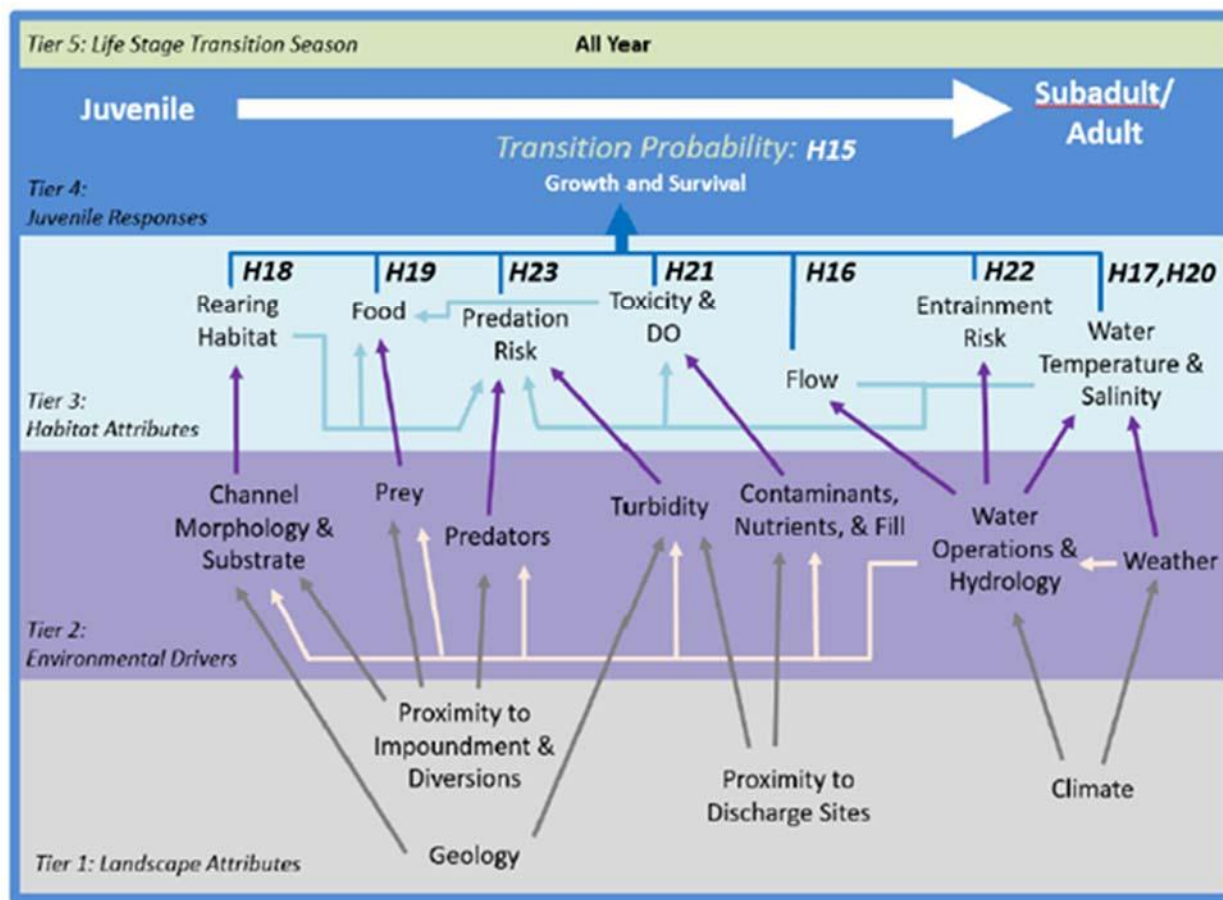 Tier 5: Life Stage Transition Season
All Year
Juvenile
Subadult/
Adult
Transition Probability: H15
Growth and Survival
Tier 4:
Juvenile Responses
H18
H19
H23
H21
H16
H22
H17,H20
Rearing
Habitat
Food
Predation
Risk
Toxicity &
DO
Flow
Entrainment
Risk
Water
Temperature &
Salinity
Tier 3:
Habitat Attributes
Channel
Morphology &
Substrate
Prey
Predators
Turbidity
Contaminants,
Nutrients, & Fill
Water
Operations &
Hydrology
Weather
Tier 2:
Environmental Drivers
Proximity to
Impoundment &
Diversions
Proximity to
Discharge Sites
Climate
Geology
Tier 1: Landscape Attributes